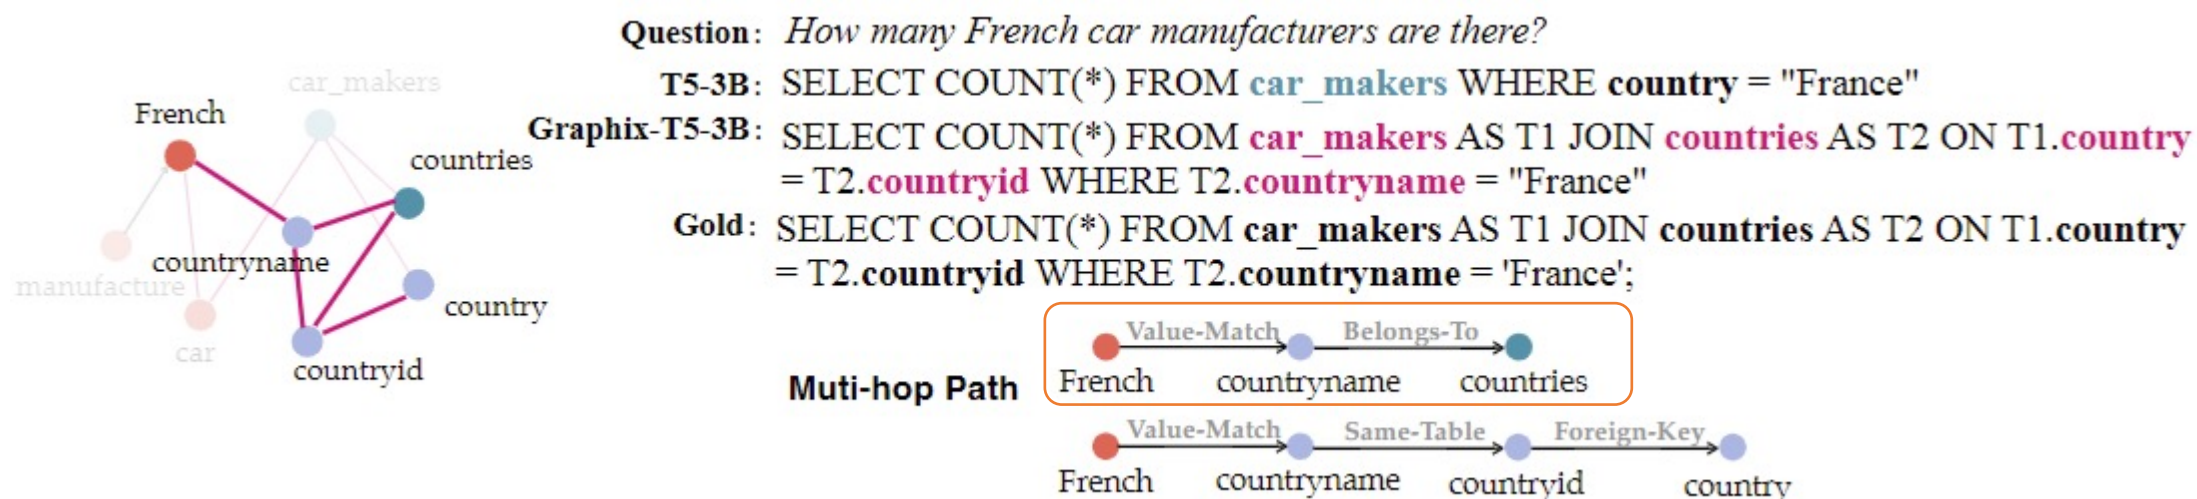 Question: How many French car manufacturers are there?
T5-3B: SELECT COUNT(*) FROM car_makers WHERE country = "France"
Graphix-T5-3B: SELECT COUNT(*) FROM car_makers AS T1 JOIN countries AS T2 ON T1.country
= T2.countryid WHERE T2.countryname = "France"
Gold: SELECT COUNT(*) FROM car_makers AS T1 JOIN countries AS T2 ON T1.country
= T2.countryid WHERE T2.countryname = 'France';
car_makers
French
countries
countryname
manufacture
country
car
countryid
Muti-hop Path
Value-Match Belongs-To
French countryname countries
Value-Match Same-Table Foreign-Key
French countryname countryid country